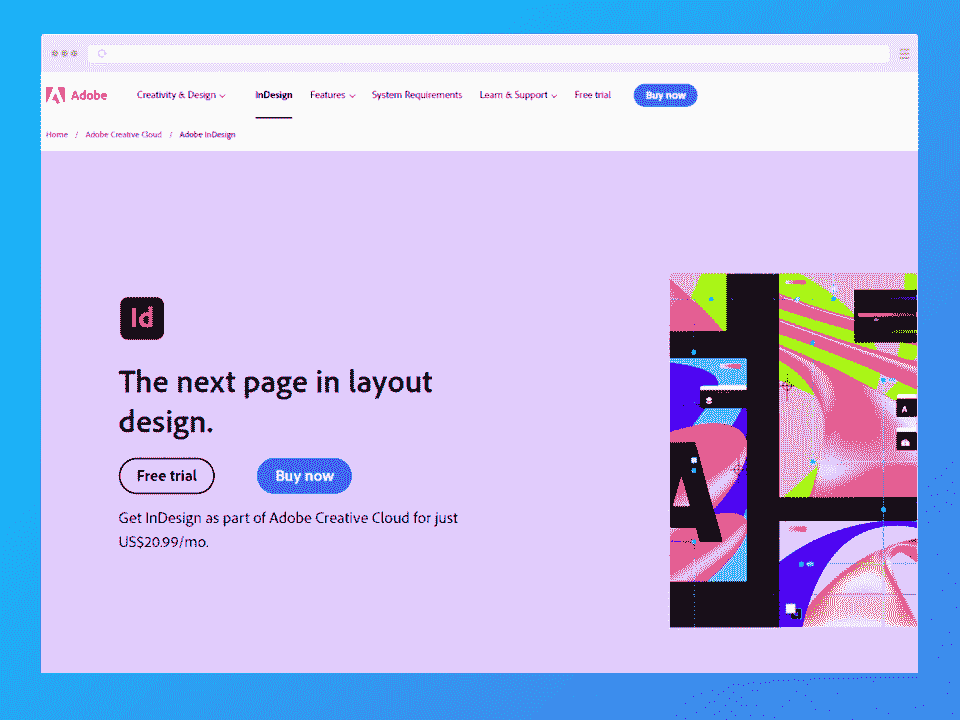 Adobe
Creativity & Design
InDesign
Features
System Requirements
Learn & Support
Free trial
Buy now
Home / Adobe Creative Cloud / Adobe InDesign
Id
The next page in layout
design.
Free trial
Buy now
Get InDesign as part of Adobe Creative Cloud for just
US$20.99/mo.
A
A